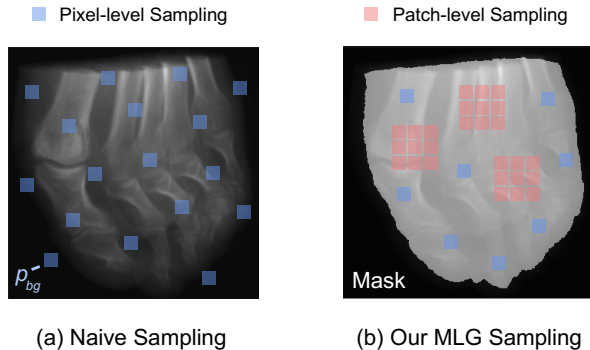 Pixel-level Sampling
Patch-level Sampling
p_bg
Mask
(a) Naive Sampling
(b) Our MLG Sampling